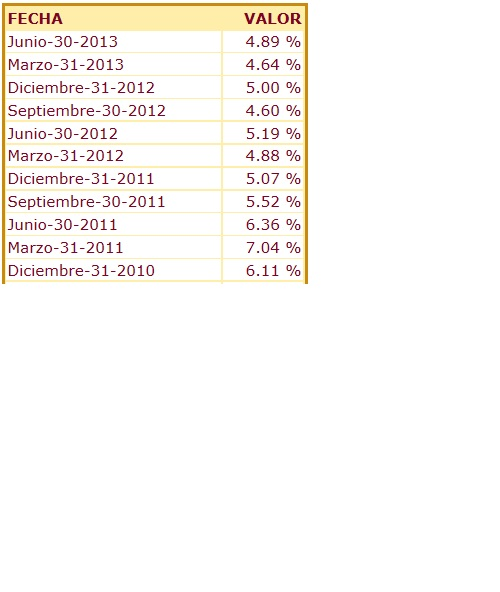 FECHA VALOR
Junio-30-2013 4.89 %
Marzo-31-2013 4.64 %
Diciembre-31-2012 5.00 %
Septiembre-30-2012 4.60 %
Junio-30-2012 5.19 %
Marzo-31-2012 4.88 %
Diciembre-31-2011 5.07 %
Septiembre-30-2011 5.52 %
Junio-30-2011 6.36 %
Marzo-31-2011 7.04 %
Diciembre-31-2010 6.11 %